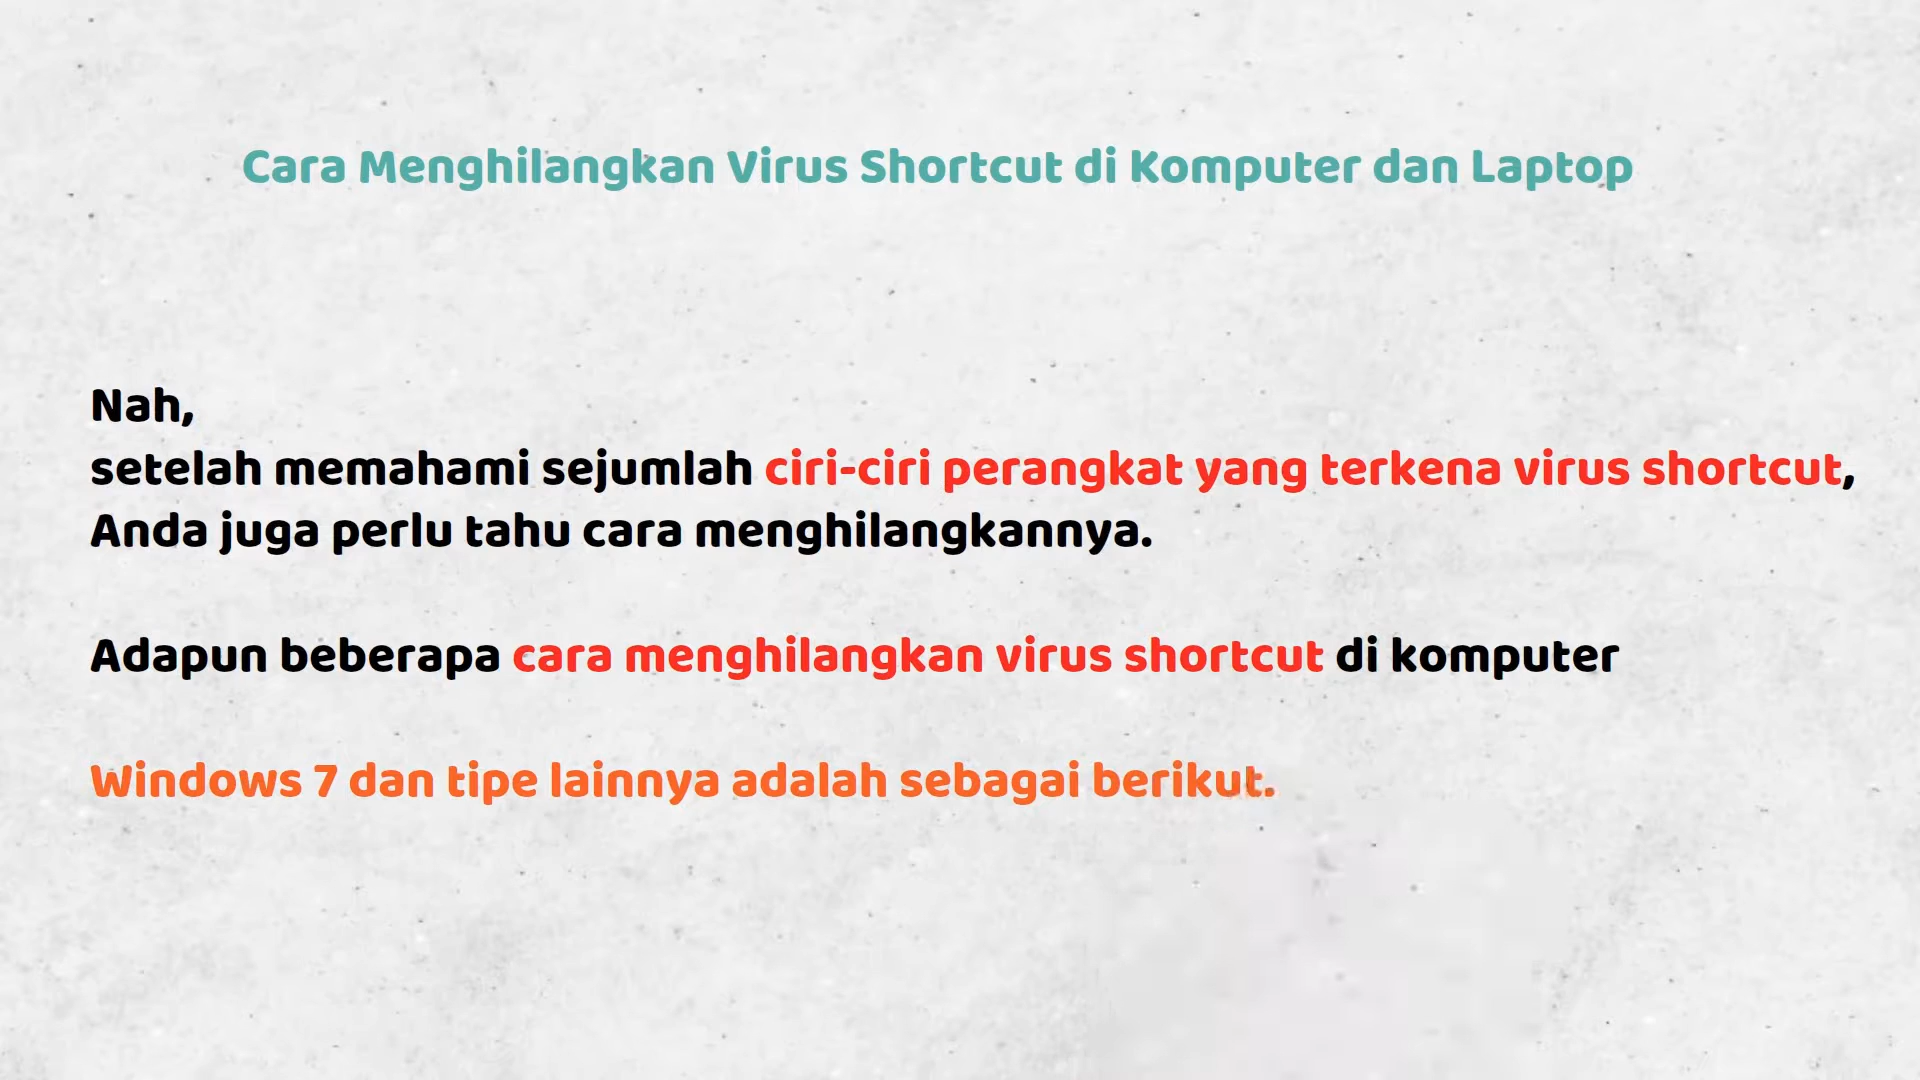 Cara Menghilangkan Virus Shortcut di Komputer dan Laptop
Nah,
setelah memahami sejumlah ciri-ciri perangkat yang terkena virus shortcut,
Anda juga perlu tahu cara menghilangkannya.
Adapun beberapa cara menghilangkan virus shortcut di komputer
Windows 7 dan tipe lainnya adalah sebagai berikut.